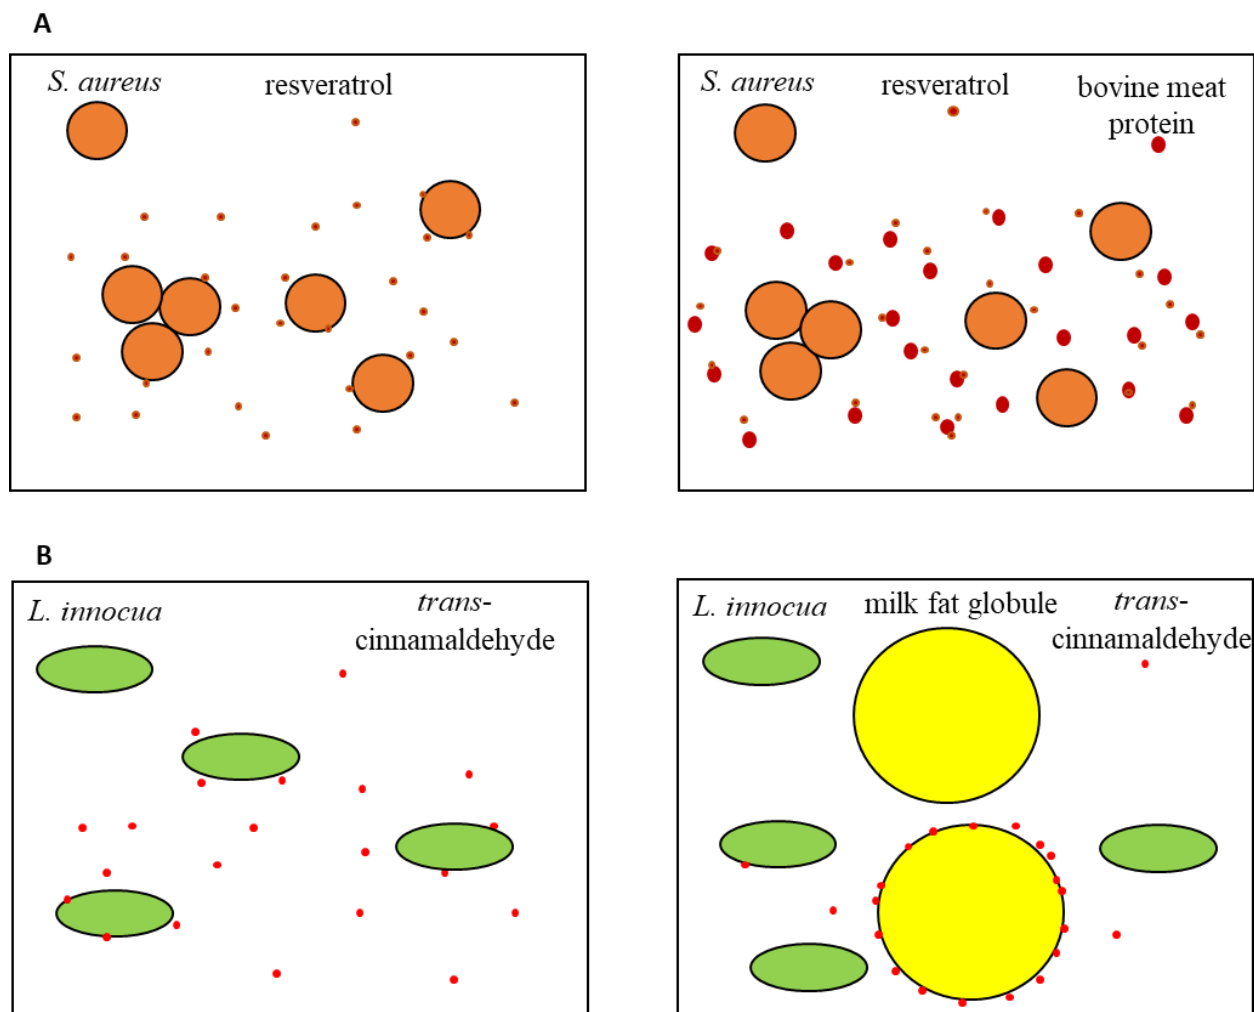 A
S. aureus
resveratrol
S. aureus
resveratrol
bovine meat
protein
B
L. innocua
trans-
cinnamaldehyde
L. innocua
milk fat globule
trans-
cinnamaldehyde